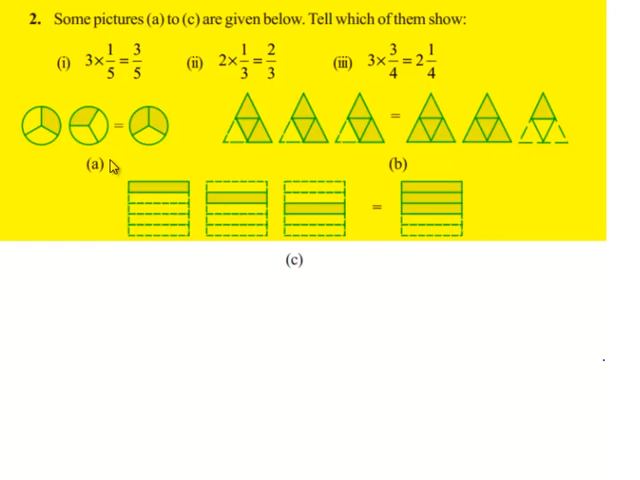 2. Some pictures (a) to (c) are given below. Tell which of them show:
(i) 3×1/5=3/5 (ii) 2×1/3=2/3 (iii) 3×3/4=2 1/4
= =
(a) (b)
=
(c)